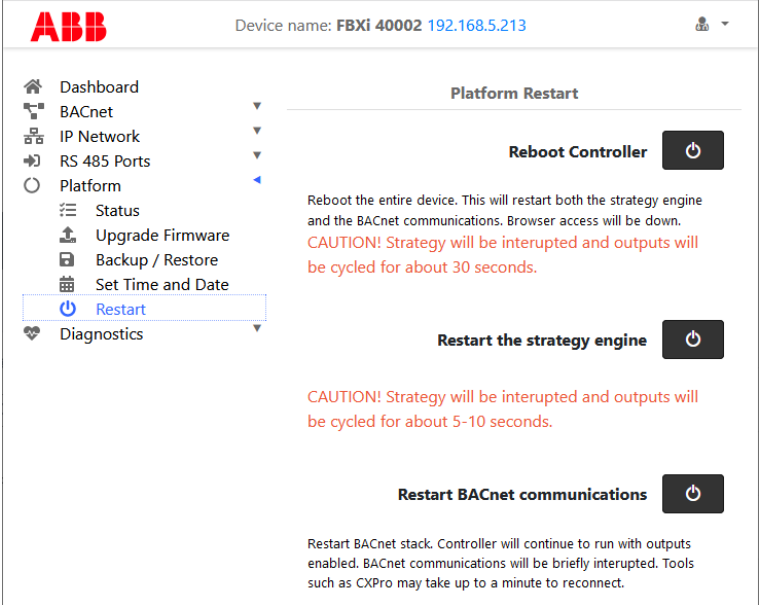 ABB
Device name: FBXi 40002 192.168.5.213
Dashboard
BACnet
IP Network
RS 485 Ports
Platform
Status
Upgrade Firmware
Backup / Restore
Set Time and Date
Restart
Diagnostics
Platform Restart
Reboot Controller
Reboot the entire device. This will restart both the strategy engine
and the BACnet communications. Browser access will be down.
CAUTION! Strategy will be interupted and outputs will
be cycled for about 30 seconds.
Restart the strategy engine
CAUTION! Strategy will be interupted and outputs will
be cycled for about 5-10 seconds.
Restart BACnet communications
Restart BACnet stack. Controller will continue to run with outputs
enabled. BACnet communications will be briefly interupted. Tools
such as CXPro may take up to a minute to reconnect.